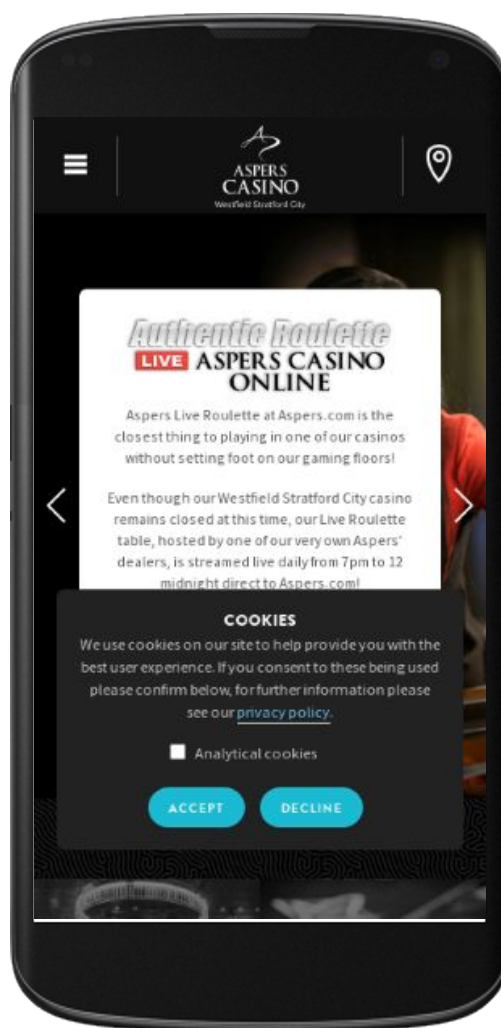 ASPERS
CASINO
Westfield Stratford City
Authentic Roulette
LIVE ASPERS CASINO
ONLINE
Aspers Live Roulette at Aspers.com is the
closest thing to playing in one of our casinos
without setting foot on our gaming floors!
Even though our Westfield Stratford City casino
remains closed at this time, our Live Roulette
table, hosted by one of our very own Aspers'
dealers, is streamed live daily from 7pm to 12
midnight direct to Aspers.com!
COOKIES
We use cookies on our site to help provide you with the
best user experience. If you consent to these being used
please confirm below, for further information please
see our privacy policy.
Analytical cookies
ACCEPT DECLINE